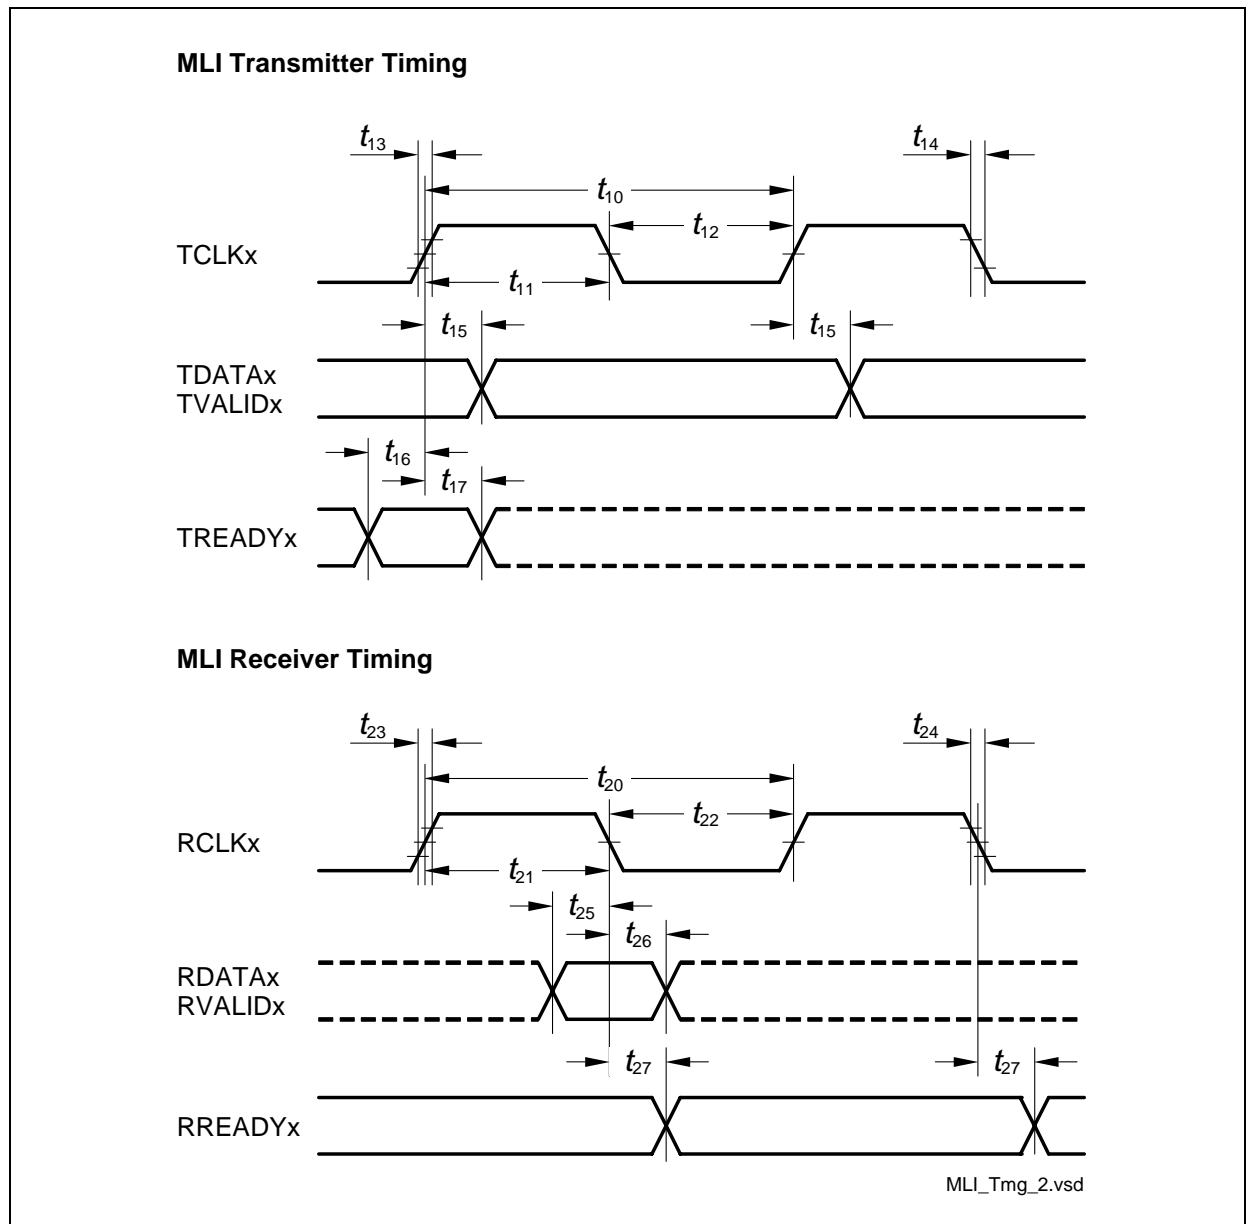 MLI Transmitter Timing
t13
t14
t10
t12
TCLKx
t11
t15
t15
TDATAx
TVALIDx
t16
t17
TREADYx
MLI Receiver Timing
t23
t24
t20
t22
RCLKx
t21
t25
t26
RDATAx
RVALIDx
t27
t27
RREADYx
MLI_Tmg_2.vsd